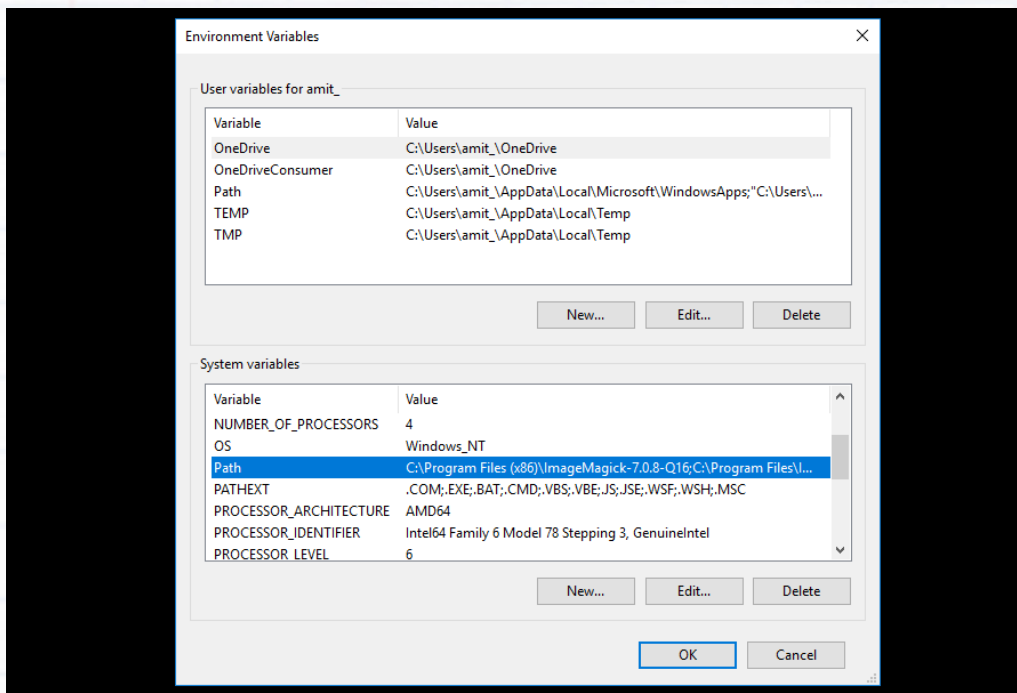 Environment Variables
User variables for amit_
Variable Value
OneDrive C:\Users\amit_\OneDrive
OneDriveConsumer C:\Users\amit_\OneDrive
Path C:\Users\amit_\AppData\Local\Microsoft\WindowsApps;"C:\Users\...
TEMP C:\Users\amit_\AppData\Local\Temp
TMP C:\Users\amit_\AppData\Local\Temp
New... Edit... Delete
System variables
Variable Value
NUMBER_OF_PROCESSORS 4
OS Windows_NT
Path C:\Program Files (x86)\ImageMagick-7.0.8-Q16;C:\Program Files\I...
PATHEXT .COM;.EXE;.BAT;.CMD;.VBS;.VBE;.JS;.JSE;.WSF;.WSH;.MSC
PROCESSOR_ARCHITECTURE AMD64
PROCESSOR_IDENTIFIER Intel64 Family 6 Model 78 Stepping 3, GenuineIntel
PROCESSOR_LEVEL 6
New... Edit... Delete
OK Cancel